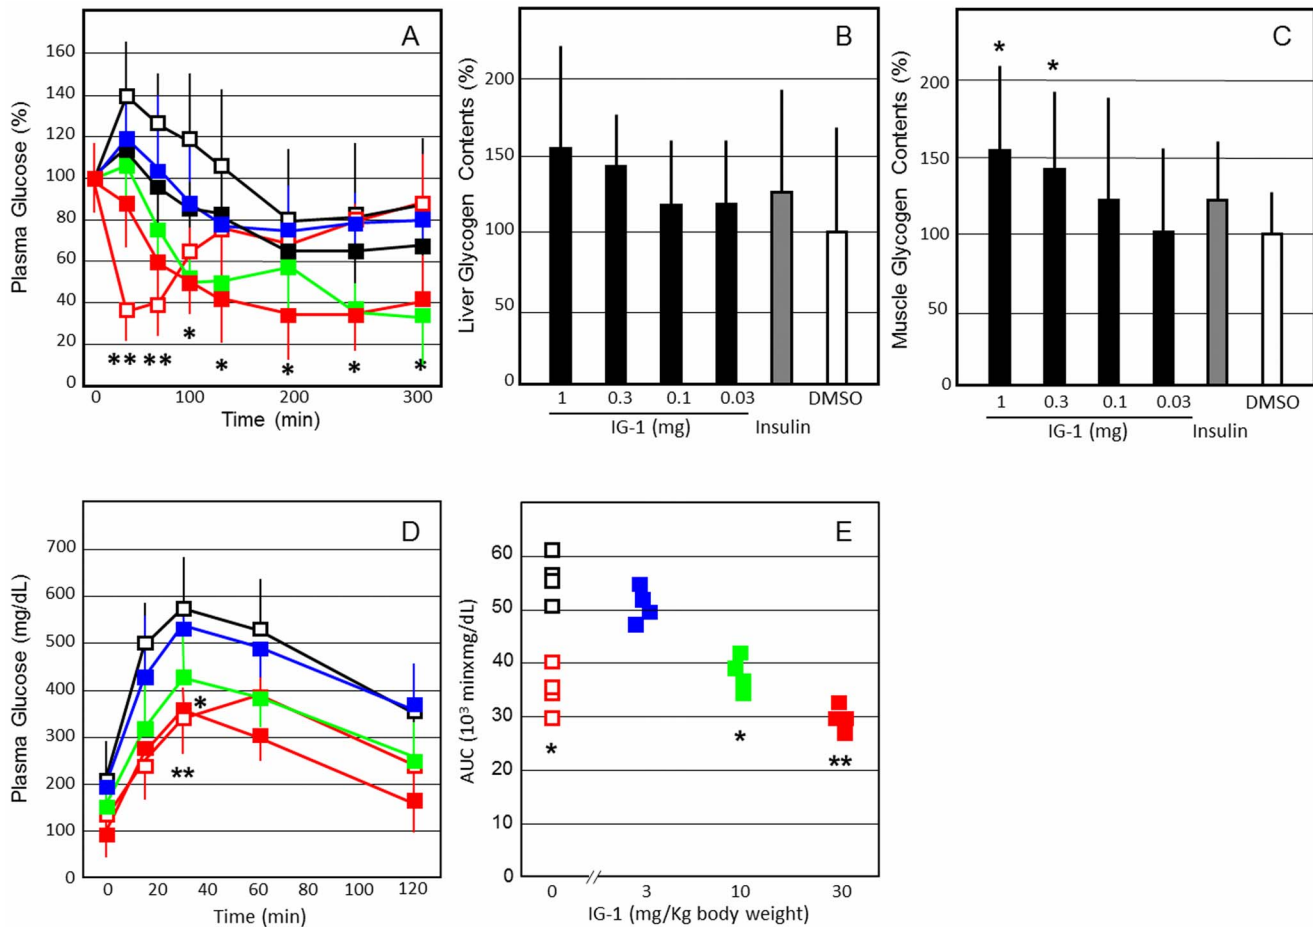 A
Plasma Glucose (%)
160
140
120
100
80
60
40
20
0
** ** * * * * *
0 100 200 300
Time (min)
B
Liver Glycogen Contents (%)
200
150
100
50
0
1 0.3 0.1 0.03 DMSO
IG-1 (mg) Insulin
C
Muscle Glycogen Contents (%)
200
150
100
50
0
* *
1 0.3 0.1 0.03 DMSO
IG-1 (mg) Insulin
D
Plasma Glucose (mg/dL)
700
600
500
400
300
200
100
0
*
**
0 20 40 60 80 100 120
Time (min)
E
AUC (10³ minxmg/dL)
60
50
40
30
20
10
0
* * **
0 // 3 10 30
IG-1 (mg/Kg body weight)